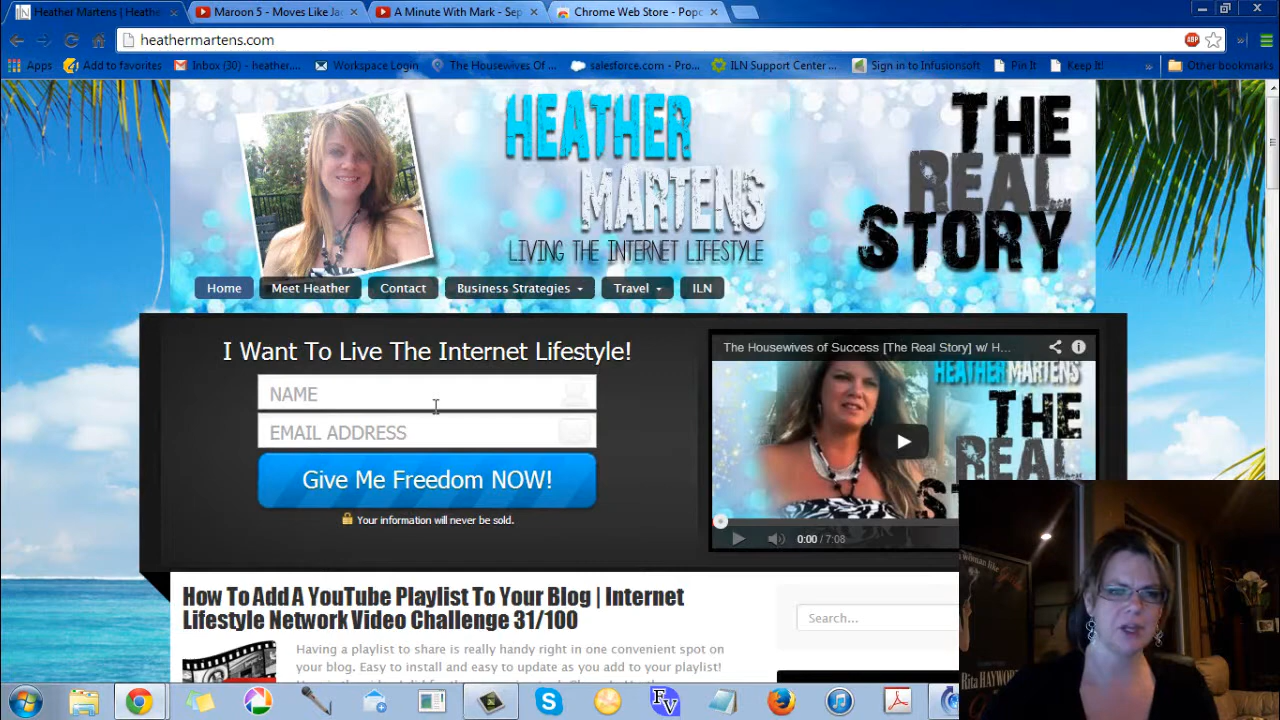 Heather Martens | Heathe
Maroon 5 - Moves Like Ja
A Minute With Mark - Sep
Chrome Web Store - Popo
heathermartens.com
ABP
Apps
Add to favorites
Inbox (30) - heather....
Workspace Login
The Housewives Of ...
salesforce.com - Pro...
ILN Support Center ...
Sign in to Infusionsoft
Pin It
Keep It!
Other bookmarks
HEATHER
MARTENS
LIVING THE INTERNET LIFESTYLE
THE
REAL
STORY
Home
Meet Heather
Contact
Business Strategies
Travel
ILN
I Want To Live The Internet Lifestyle!
NAME
EMAIL ADDRESS
Give Me Freedom NOW!
Your information will never be sold.
The Housewives of Success [The Real Story] w/ H...
HEATHER MARTENS
THE
REAL
0:00 / 7:08
How To Add A YouTube Playlist To Your Blog | Internet
Lifestyle Network Video Challenge 31/100
Having a playlist to share is really handy right in one convenient spot on
your blog. Easy to install and easy to update as you add to your playlist!
Search...
Rita HAYWOR
FV